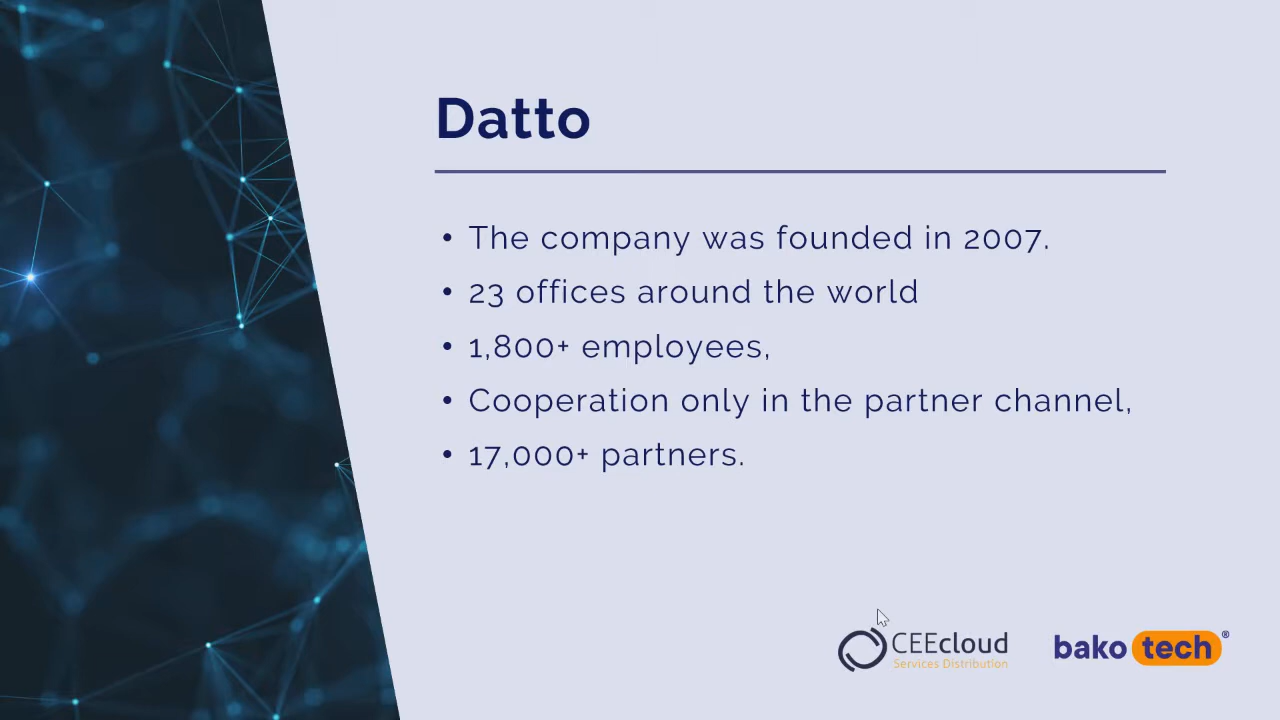 Datto
• The company was founded in 2007.
• 23 offices around the world
• 1,800+ employees,
• Cooperation only in the partner channel,
• 17,000+ partners.
CEEcloud
Services Distribution
bako tech®